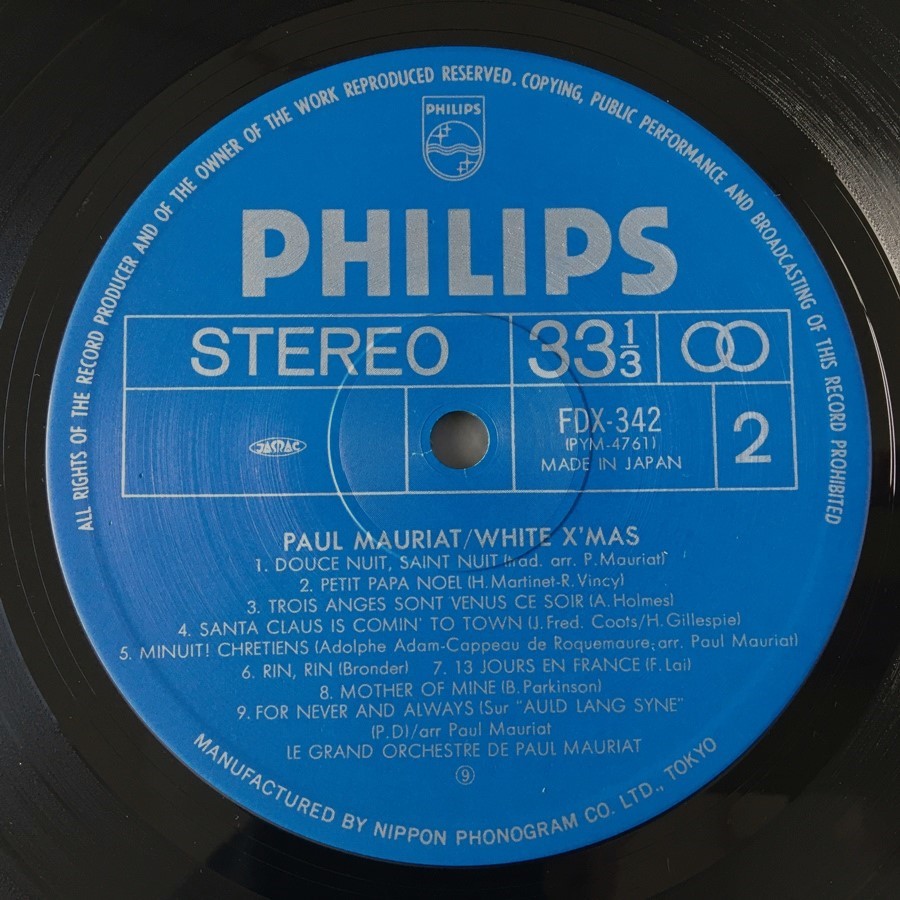 ALL RIGHTS OF THE RECORD PRODUCER AND OF THE OWNER OF THE WORK REPRODUCED RESERVED. COPYING, PUBLIC PERFORMANCE AND BROADCASTING OF THIS RECORD PROHIBITED
PHILIPS
PHILIPS
STEREO 33 1/3
JASRAC
FDX-342
(PYM-4761)
MADE IN JAPAN
2
PAUL MAURIAT/WHITE X'MAS
1. DOUCE NUIT, SAINT NUIT (trad. arr. P. Mauriat)
2. PETIT PAPA NOEL (H. Martinet-R. Vincy)
3. TROIS ANGES SONT VENUS CE SOIR (A. Holmes)
4. SANTA CLAUS IS COMIN' TO TOWN (J. Fred. Coots/H. Gillespie)
5. MINUIT! CHRETIENS (Adolphe Adam-Cappeau de Roquemaure; arr. Paul Mauriat)
6. RIN, RIN (Bronder) 7. 13 JOURS EN FRANCE (F. Lai)
8. MOTHER OF MINE (B. Parkinson)
9. FOR NEVER AND ALWAYS (Sur "AULD LANG SYNE"
(P.D)/arr Paul Mauriat
LE GRAND ORCHESTRE DE PAUL MAURIAT
⑨
MANUFACTURED BY NIPPON PHONOGRAM CO. LTD., TOKYO